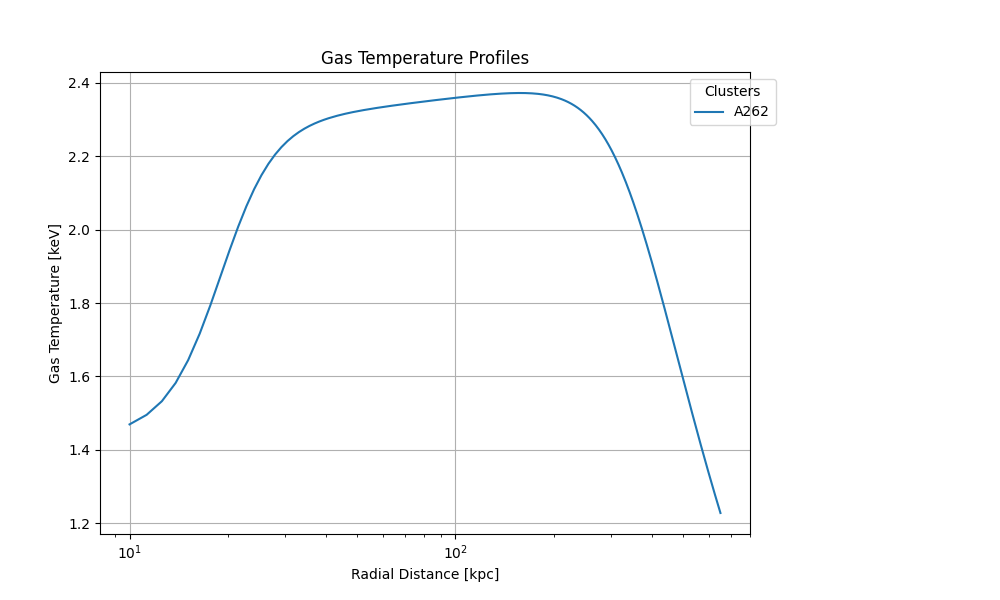 Gas Temperature Profiles
Clusters
A262
2.4
2.2
2.0
1.8
1.6
1.4
1.2
Gas Temperature [keV]
10¹
10²
Radial Distance [kpc]